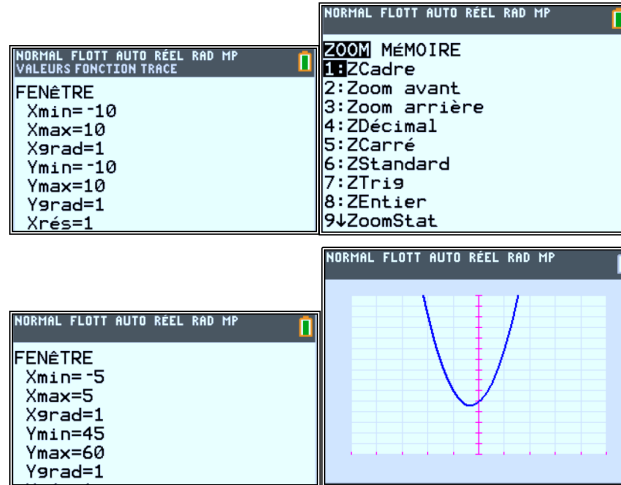 NORMAL FLOTT AUTO RÉEL RAD MP
VALEURS FONCTION TRACE
FENÊTRE
Xmin=-10
Xmax=10
Xgrad=1
Ymin=-10
Ymax=10
Ygrad=1
Xrés=1
NORMAL FLOTT AUTO RÉEL RAD MP
ZOOM MÉMOIRE
1:ZCadre
2:Zoom avant
3:Zoom arrière
4:ZDécimal
5:ZCarré
6:ZStandard
7:ZTrig
8:ZEntier
9↓ZoomStat
NORMAL FLOTT AUTO RÉEL RAD MP
FENÊTRE
Xmin=-5
Xmax=5
Xgrad=1
Ymin=45
Ymax=60
Ygrad=1
NORMAL FLOTT AUTO RÉEL RAD MP